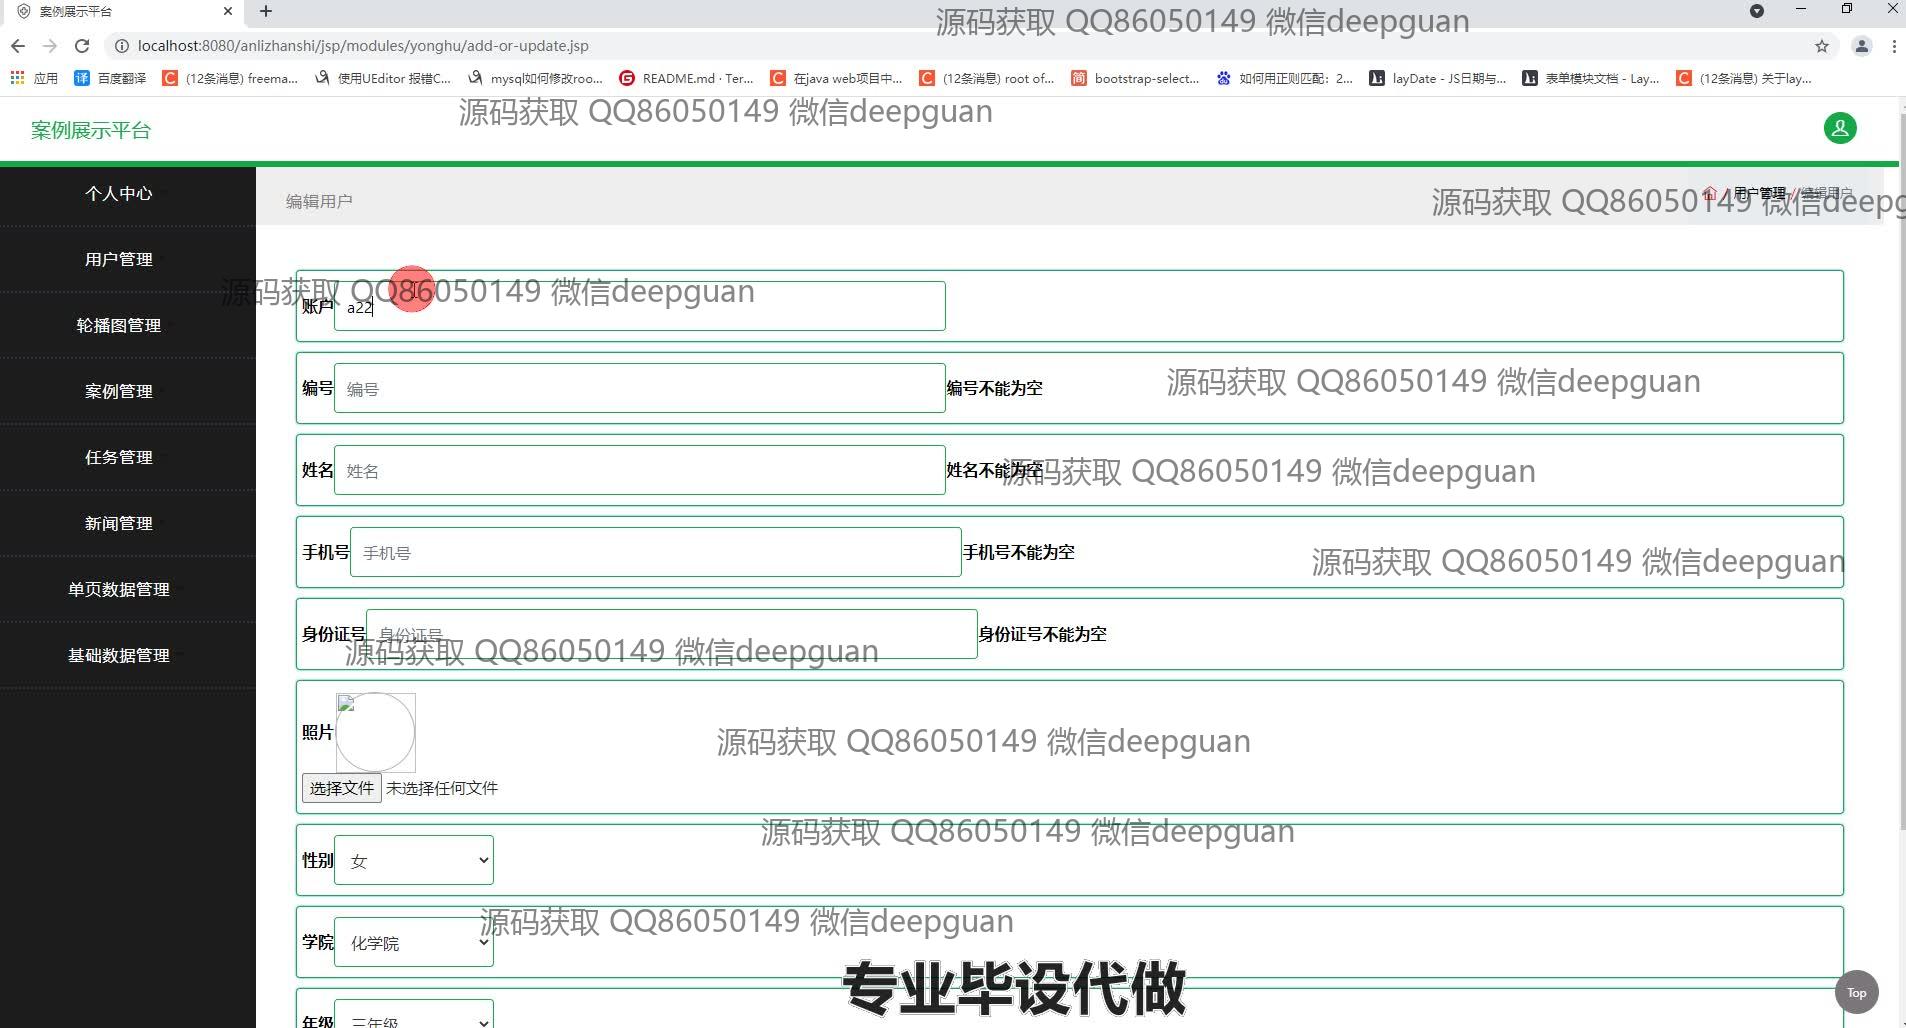 案例展示平台
源码获取 QQ86050149 微信deepguan
localhost:8080/anlizhanshi/jsp/modules/yonghu/add-or-update.jsp
应用 百度翻译 (12条消息) freema... 使用UEditor 报错C... mysql如何修改roo... README.md · Ter... 在java web项目中... (12条消息) root of... bootstrap-select... 如何用正则匹配：2... layDate - JS日期与... 表单模块文档 - Lay... (12条消息) 关于lay...
源码获取 QQ86050149 微信deepguan
案例展示平台
个人中心
用户管理
轮播图管理
案例管理
任务管理
新闻管理
单页数据管理
基础数据管理
编辑用户
/ 用户管理 / 编辑用户
源码获取 QQ86050149 微信deepg
源码获取 QQ86050149 微信deepguan
账户 a22
编号 编号 编号不能为空
源码获取 QQ86050149 微信deepguan
姓名 姓名 姓名不能为空
源码获取 QQ86050149 微信deepguan
手机号 手机号 手机号不能为空
源码获取 QQ86050149 微信deepguan
身份证号 身份证号 身份证号不能为空
源码获取 QQ86050149 微信deepguan
照片
源码获取 QQ86050149 微信deepguan
选择文件 未选择任何文件
源码获取 QQ86050149 微信deepguan
性别 女
源码获取 QQ86050149 微信deepguan
学院 化学院
专业毕设代做
Top
年级 三年级